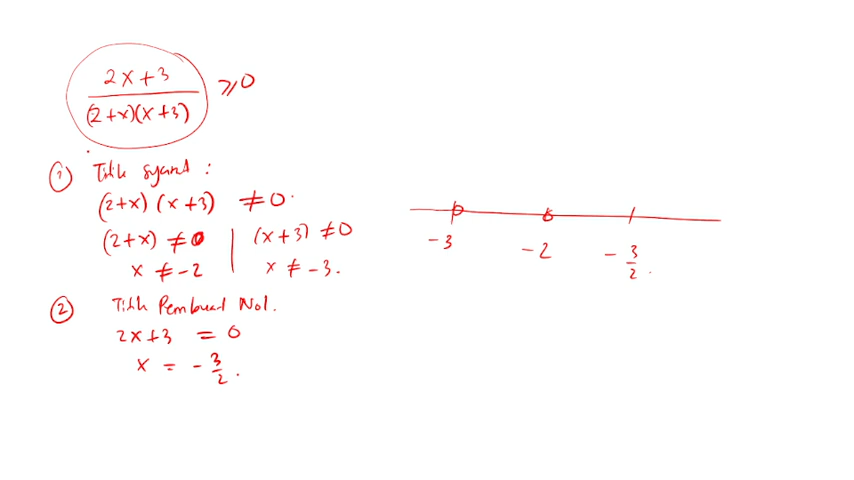 2x+3
(2+x)(x+3)
≥0
① Titik syarat :
(2+x) (x+3) ≠0.
(2+x) ≠0 | (x+3) ≠0
x ≠ -2 | x ≠ -3.
② Titik Pembuat Nol.
2x+3 = 0
x = - 3/2.
-3 -2 - 3/2.